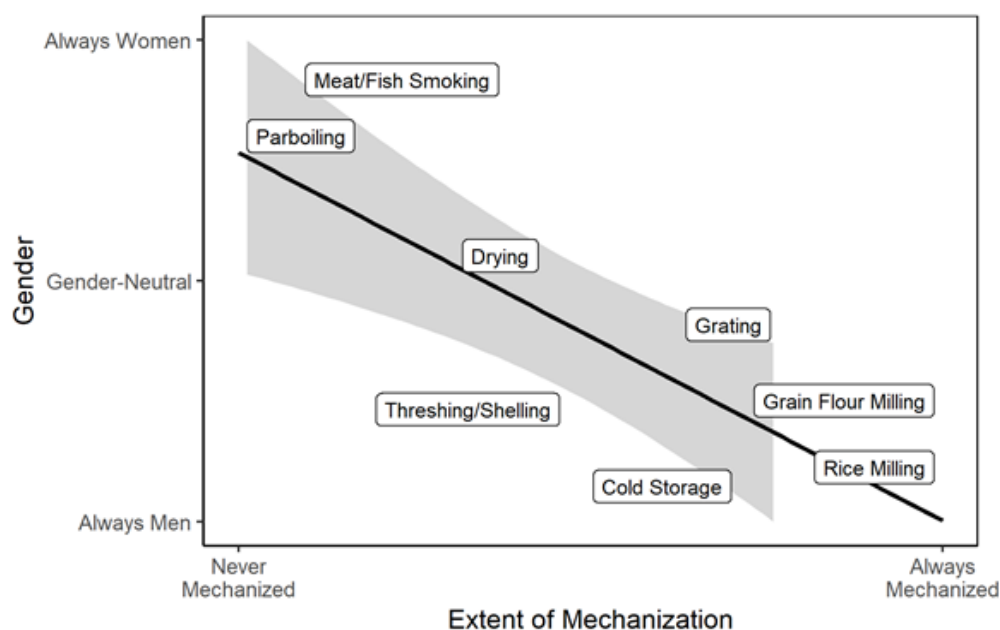 Always Women
Meat/Fish Smoking
Parboiling
Drying
Gender-Neutral
Gender
Grating
Grain Flour Milling
Threshing/Shelling
Rice Milling
Cold Storage
Always Men
Never
Mechanized
Always
Mechanized
Extent of Mechanization